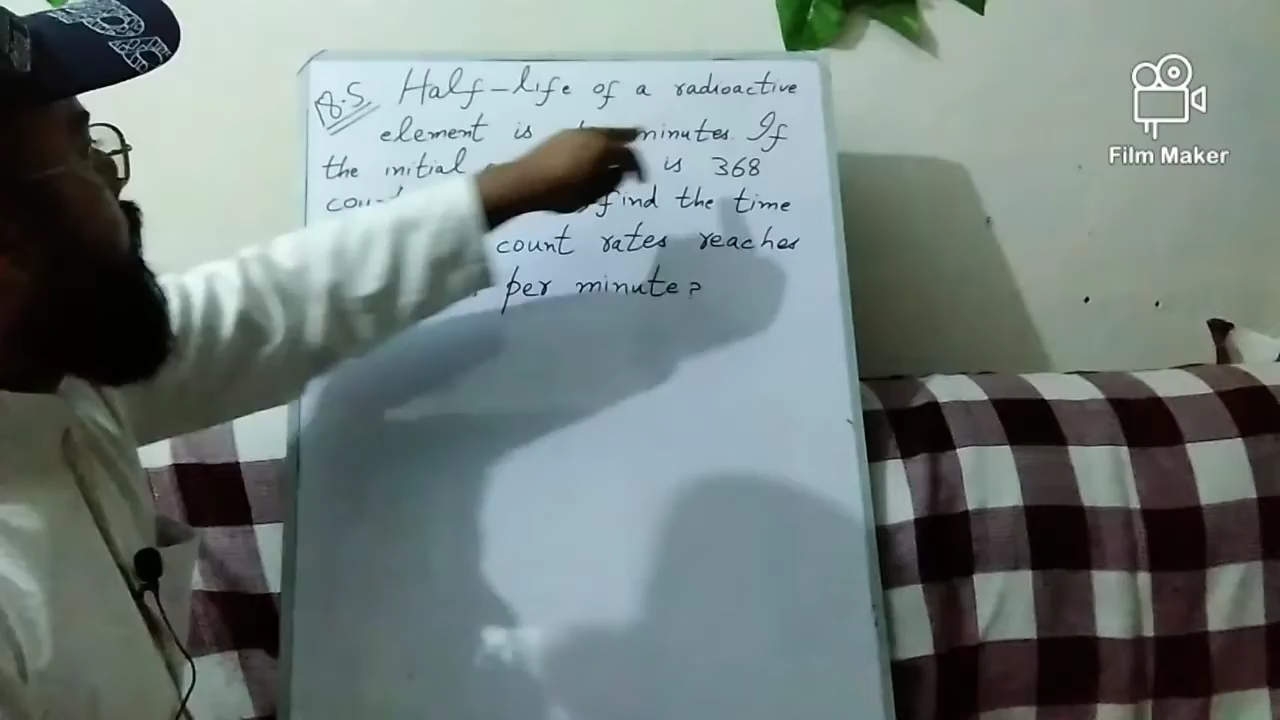 18.5 Half-life of a radioactive
element is minutes. If
the initial is 368
find the time
count rates reaches
per minute?
Film Maker